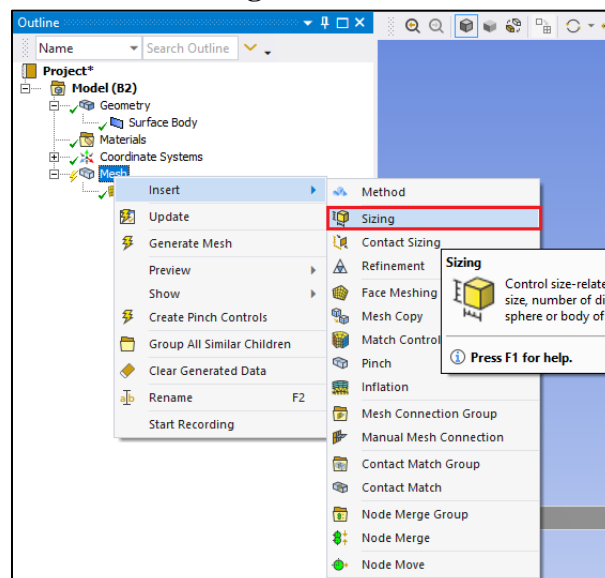 Outline
Name
Search Outline
Project*
Model (B2)
Geometry
Surface Body
Materials
Coordinate Systems
Mesh
Insert
Update
Generate Mesh
Preview
Show
Create Pinch Controls
Group All Similar Children
Clear Generated Data
Rename F2
Start Recording
Method
Sizing
Contact Sizing
Refinement
Face Meshing
Mesh Copy
Match Control
Pinch
Inflation
Mesh Connection Group
Manual Mesh Connection
Contact Match Group
Contact Match
Node Merge Group
Node Merge
Node Move
Sizing
Control size-relate
size, number of di
sphere or body of
Press F1 for help.